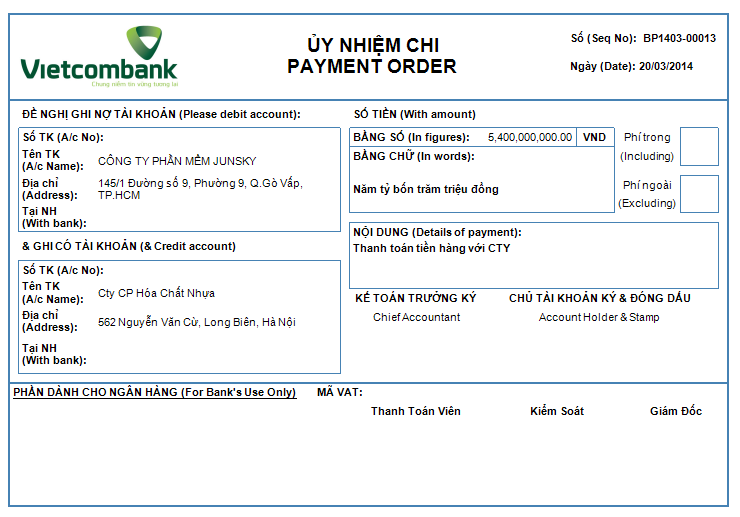 Vietcombank
Chung niềm tin vững tương lai
ỦY NHIỆM CHI
PAYMENT ORDER
Số (Seq No): BP1403-00013
Ngày (Date): 20/03/2014
ĐỀ NGHỊ GHI NỢ TÀI KHOẢN (Please debit account):
Số TK (A/c No):
Tên TK
(A/c Name): CÔNG TY PHẦN MỀM JUNSKY
Địa chỉ
(Address): 145/1 Đường số 9, Phường 9, Q.Gò Vấp,
TP.HCM
Tại NH
(With bank):
& GHI CÓ TÀI KHOẢN (& Credit account)
Số TK (A/c No):
Tên TK
(A/c Name): Cty CP Hóa Chất Nhựa
Địa chỉ
(Address): 562 Nguyễn Văn Cừ, Long Biên, Hà Nội
Tại NH
(With bank):
SỐ TIỀN (With amount)
BẰNG SỐ (In figures): 5,400,000,000.00 VND
BẰNG CHỮ (In words):
Năm tỷ bốn trăm triệu đồng
Phí trong
(Including)
Phí ngoài
(Excluding)
NỘI DUNG (Details of payment):
Thanh toán tiền hàng với CTY
KẾ TOÁN TRƯỞNG KÝ
Chief Accountant
CHỦ TÀI KHOẢN KÝ & ĐÓNG DẤU
Account Holder & Stamp
PHẦN DÀNH CHO NGÂN HÀNG (For Bank's Use Only) MÃ VAT:
Thanh Toán Viên Kiểm Soát Giám Đốc